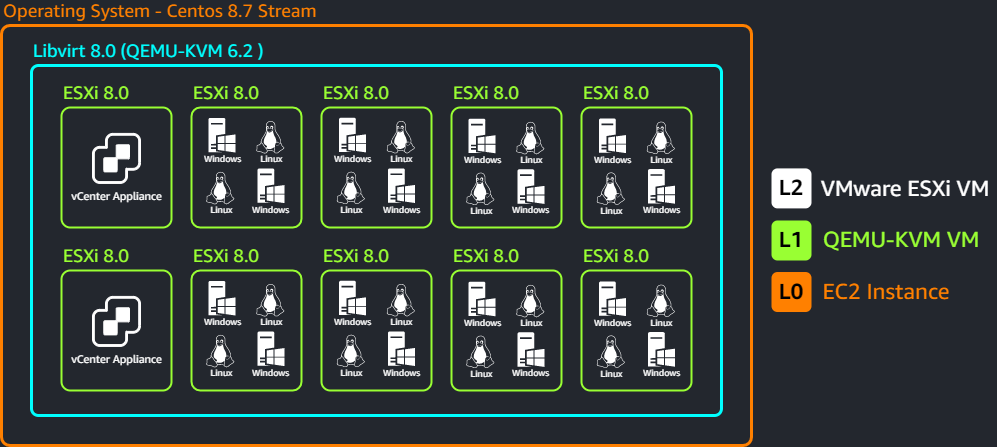 Operating System - Centos 8.7 Stream
Libvirt 8.0 (QEMU-KVM 6.2 )
ESXi 8.0 ESXi 8.0 ESXi 8.0 ESXi 8.0 ESXi 8.0
Windows Linux Windows Linux Windows Linux Windows Linux
vCenter Appliance
Linux Windows Linux Windows Linux Windows Linux Windows
ESXi 8.0 ESXi 8.0 ESXi 8.0 ESXi 8.0 ESXi 8.0
Windows Linux Windows Linux Windows Linux Windows Linux
vCenter Appliance
Linux Windows Linux Windows Linux Windows Linux Windows
L2 VMware ESXi VM
L1 QEMU-KVM VM
L0 EC2 Instance